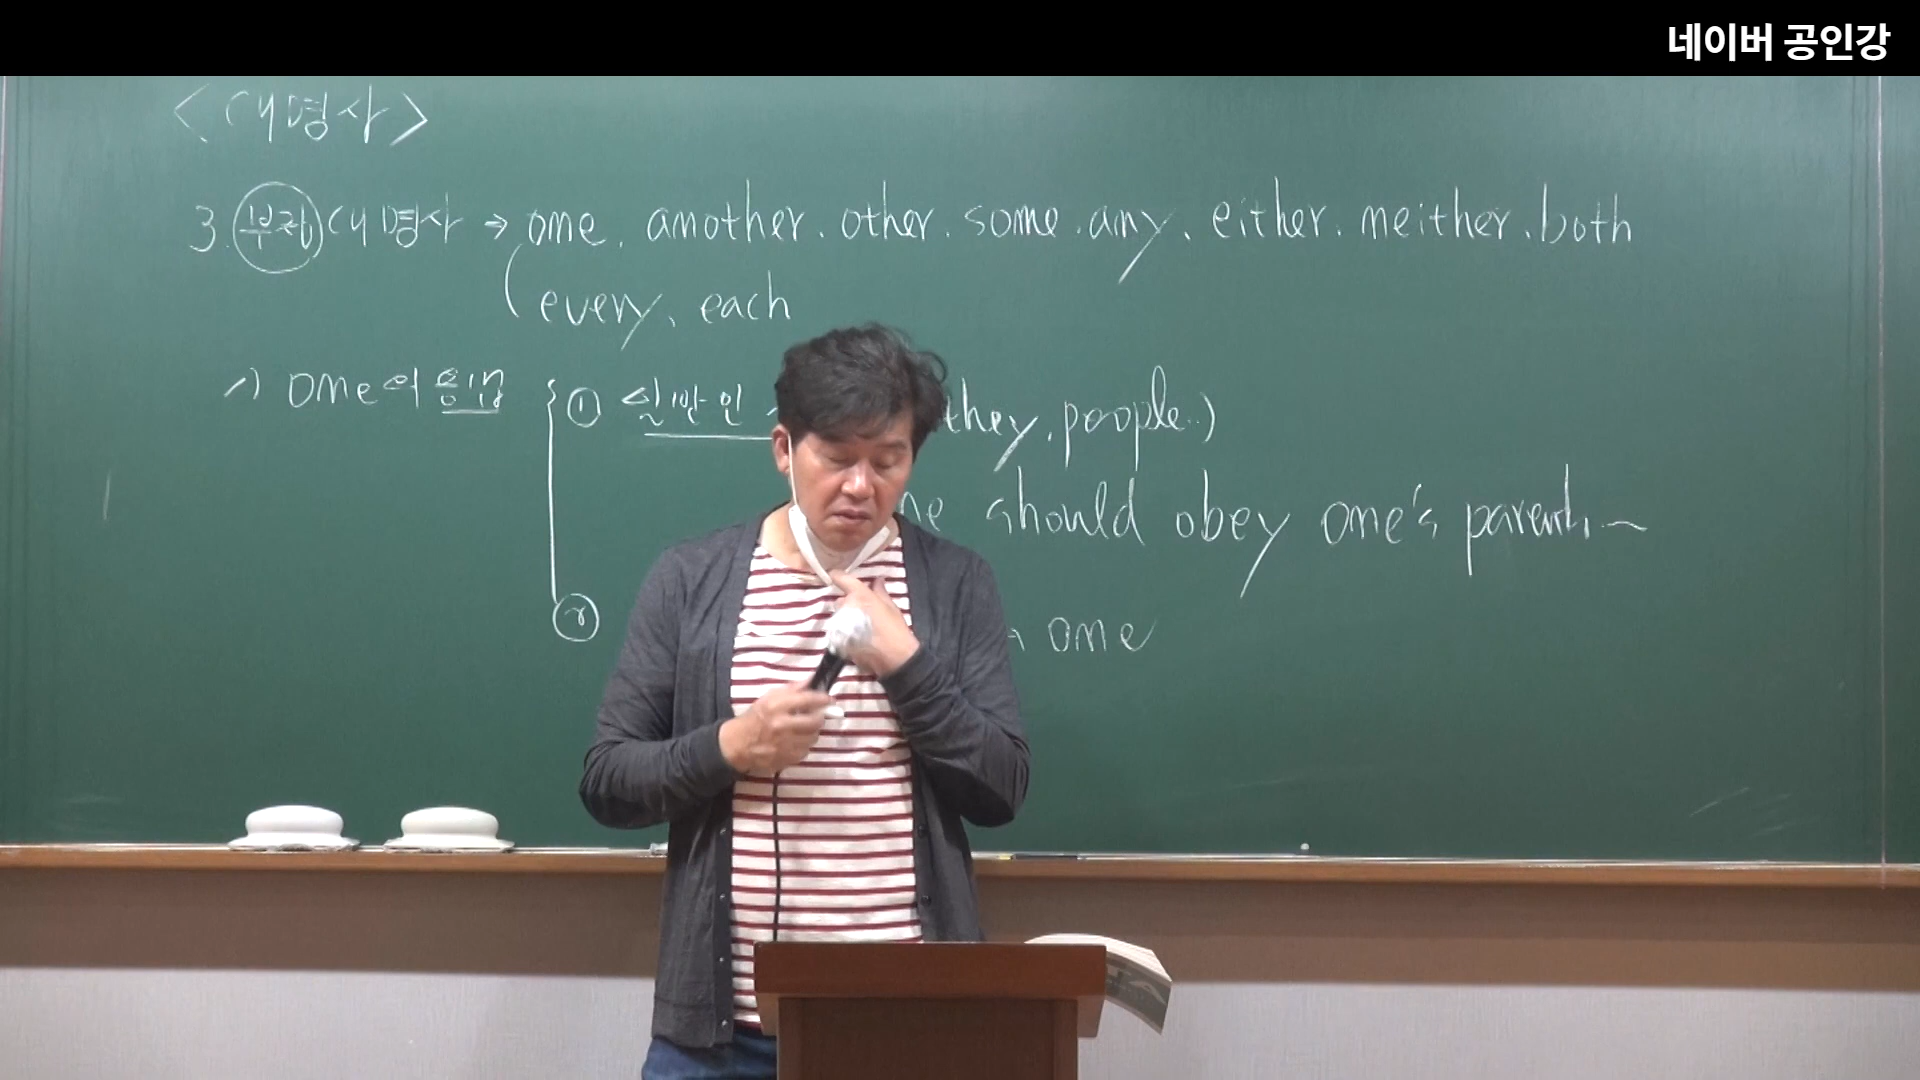 네이버 공인강
<대명사>
3. 부정대명사 → one. another. other. some. any. either. neither. both
every. each
1) one의 용법 ① 일반인
they. people..)
should obey one's parents ~
②
one